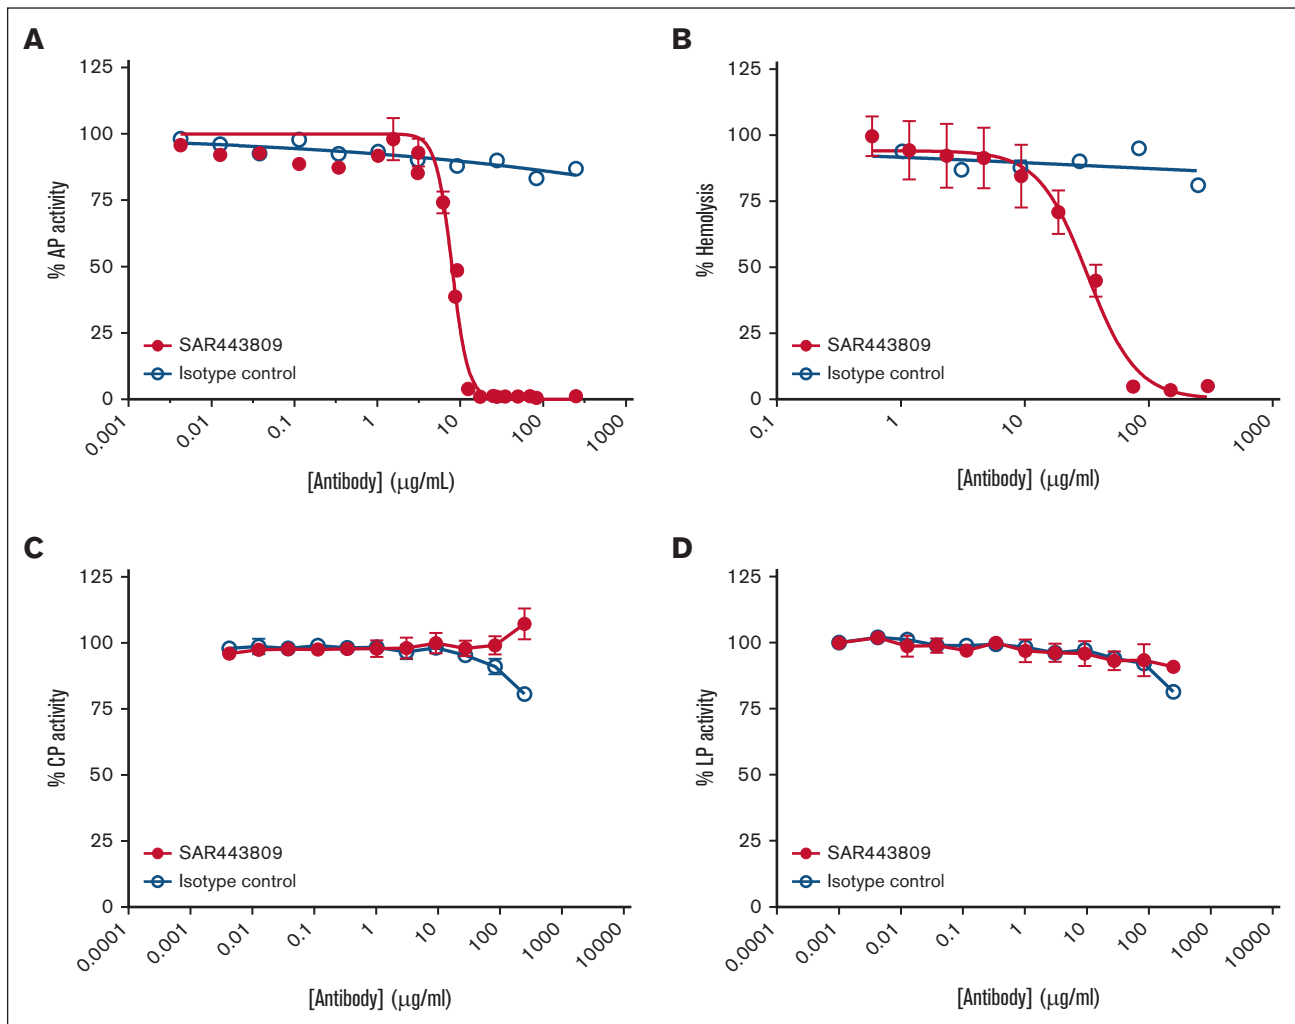 A
125
100
75
50
25
0
% AP activity
SAR443809
Isotype control
0.001
0.01
0.1
1
10
100
1000
[Antibody] (μg/mL)
B
125
100
75
50
25
0
% Hemolysis
SAR443809
Isotype control
0.1
1
10
100
1000
[Antibody] (μg/ml)
C
125
100
75
50
25
0
% CP activity
SAR443809
Isotype control
0.0001
0.001
0.01
0.1
1
10
100
1000
10000
[Antibody] (μg/ml)
D
125
100
75
50
25
0
% LP activity
SAR443809
Isotype control
0.0001
0.001
0.01
0.1
1
10
100
1000
10000
[Antibody] (μg/ml)